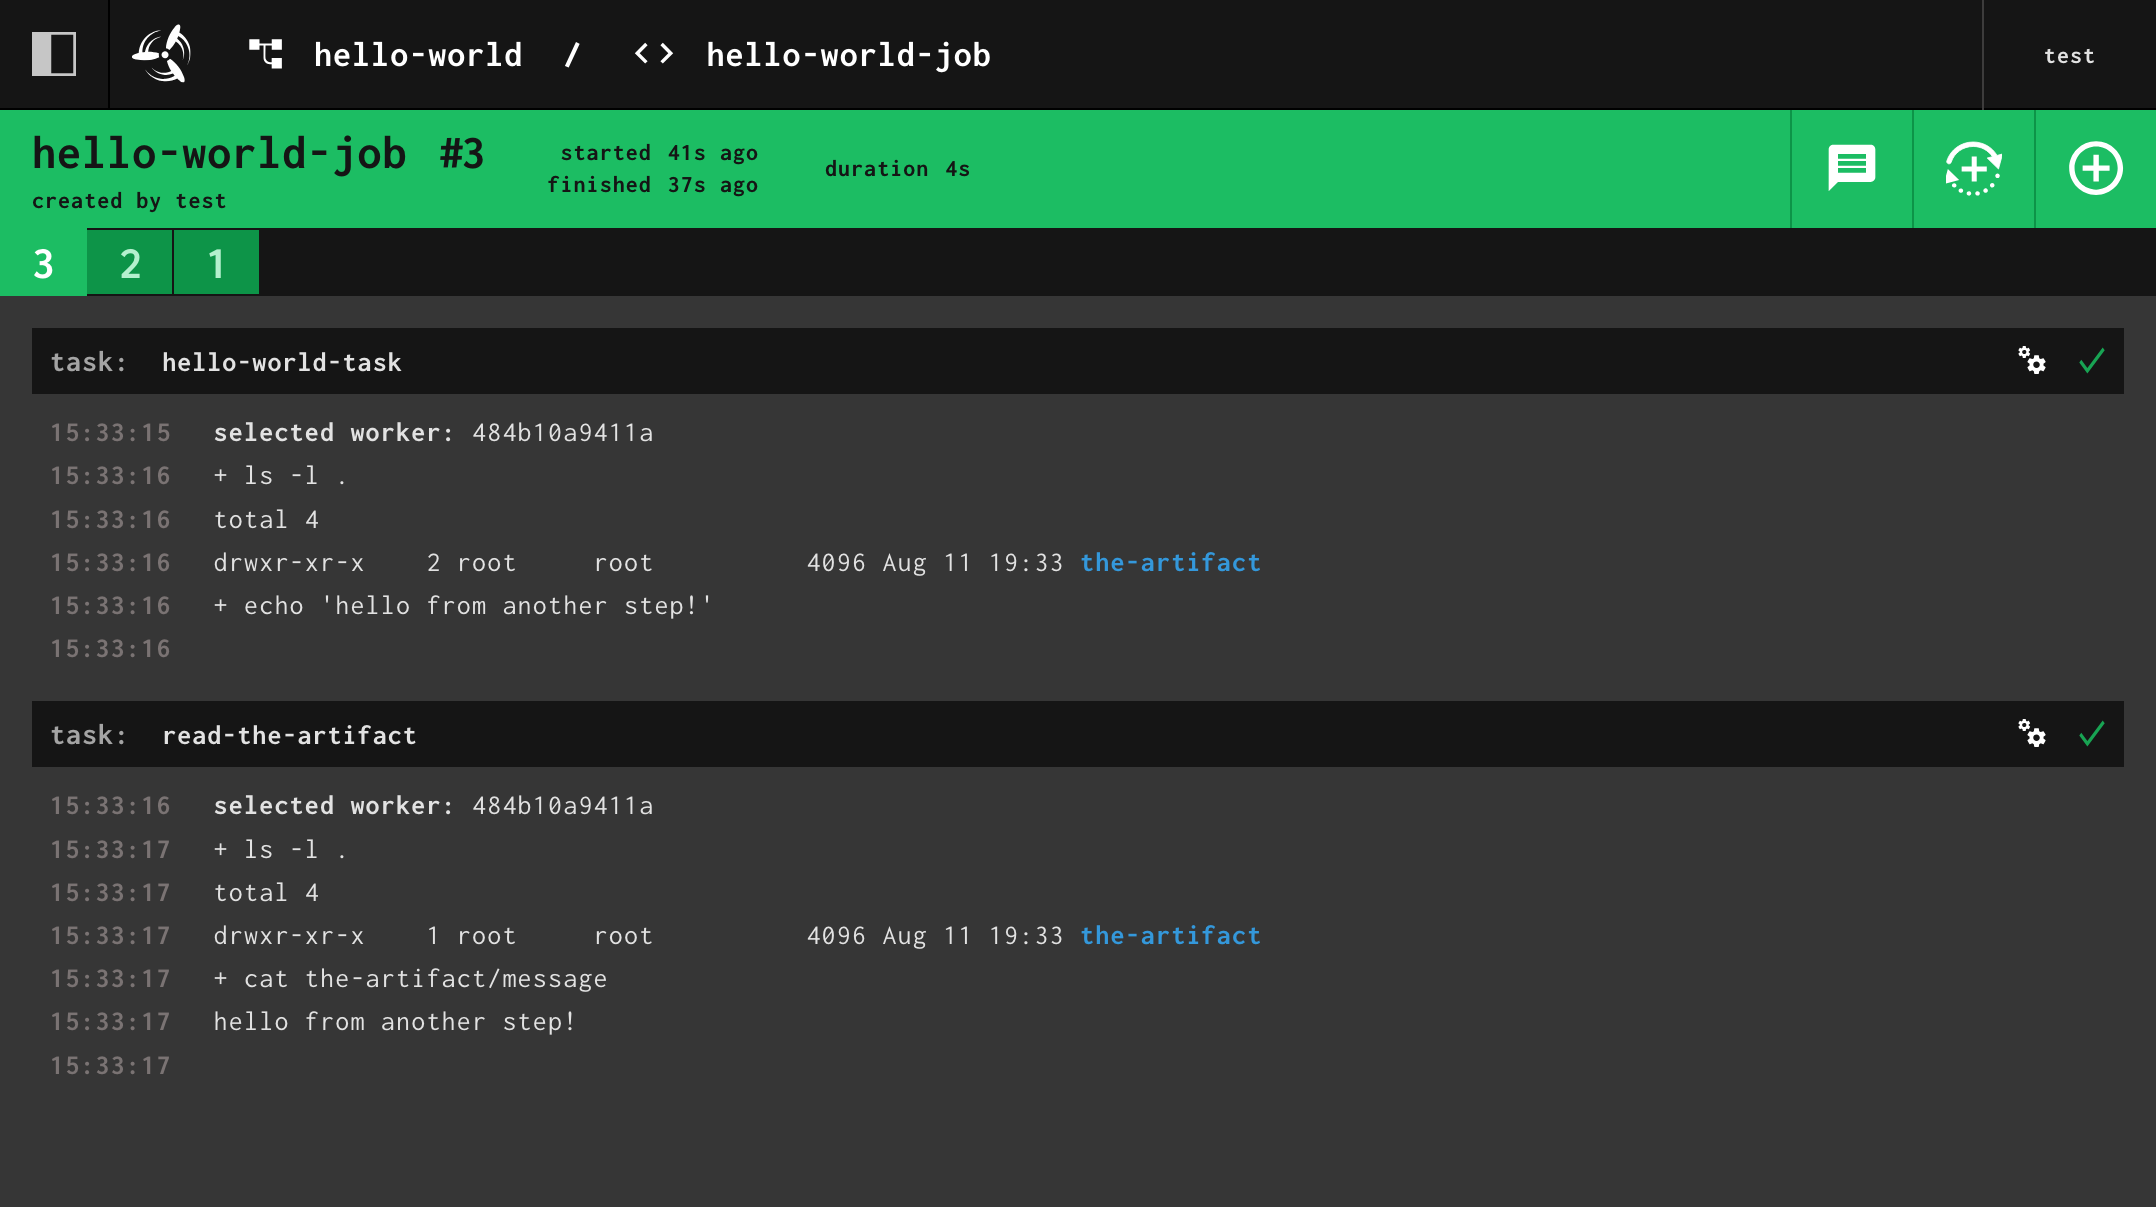 hello-world / <> hello-world-job
test
hello-world-job #3
created by test
started 41s ago
finished 37s ago
duration 4s
3 2 1
task: hello-world-task
15:33:15 selected worker: 484b10a9411a
15:33:16 + ls -l .
15:33:16 total 4
15:33:16 drwxr-xr-x    2 root     root          4096 Aug 11 19:33 the-artifact
15:33:16 + echo 'hello from another step!'
15:33:16
task: read-the-artifact
15:33:16 selected worker: 484b10a9411a
15:33:17 + ls -l .
15:33:17 total 4
15:33:17 drwxr-xr-x    1 root     root          4096 Aug 11 19:33 the-artifact
15:33:17 + cat the-artifact/message
15:33:17 hello from another step!
15:33:17